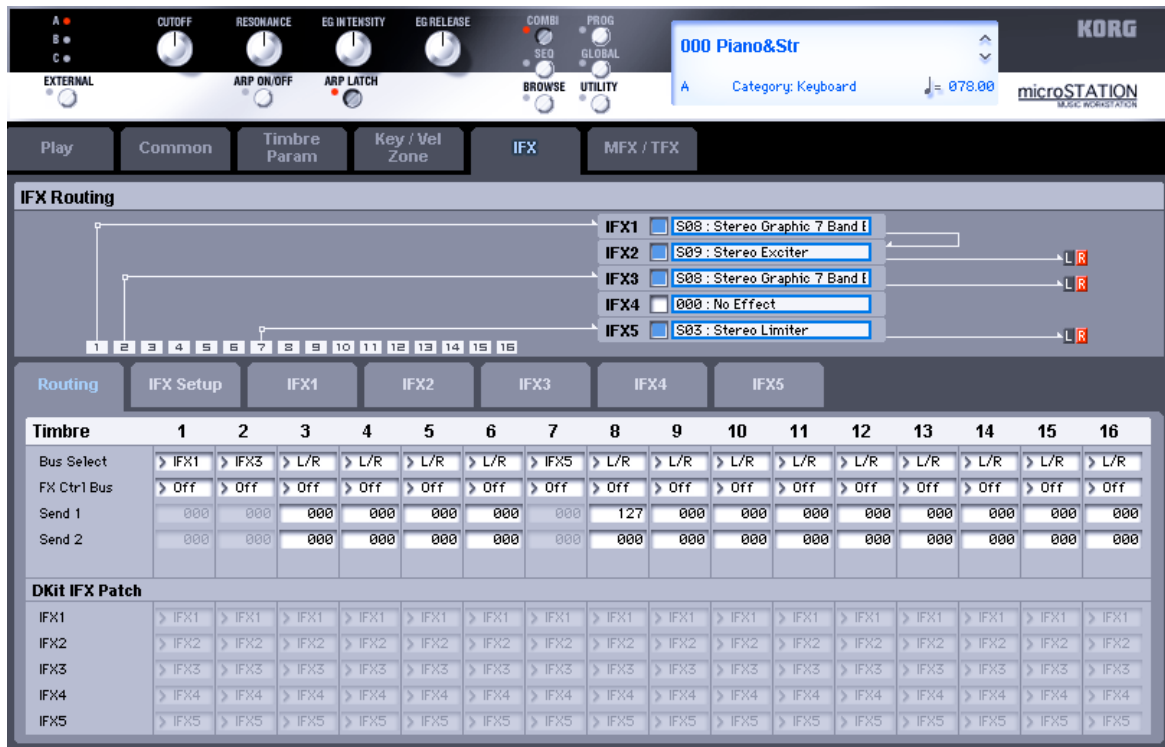 A CUTOFF RESONANCE EG INTENSITY EG RELEASE COMBI PROG
B
C
SEQ GLOBAL
EXTERNAL ARP ON/OFF ARP LATCH BROWSE UTILITY
000 Piano&Str
A Category: Keyboard ♩= 078.00
KORG
microSTATION
MUSIC WORKSTATION
Play Common Timbre Param Key / Vel Zone IFX MFX / TFX
IFX Routing
IFX1 S08 : Stereo Graphic 7 Band E
IFX2 S09 : Stereo Exciter L R
IFX3 S08 : Stereo Graphic 7 Band E L R
IFX4 000 : No Effect
IFX5 S03 : Stereo Limiter L R
1 2 3 4 5 6 7 8 9 10 11 12 13 14 15 16
Routing IFX Setup IFX1 IFX2 IFX3 IFX4 IFX5
Timbre 1 2 3 4 5 6 7 8 9 10 11 12 13 14 15 16
Bus Select > IFX1 > IFX3 > L/R > L/R > L/R > L/R > IFX5 > L/R > L/R > L/R > L/R > L/R > L/R > L/R > L/R > L/R
FX Ctrl Bus > Off > Off > Off > Off > Off > Off > Off > Off > Off > Off > Off > Off > Off > Off > Off > Off
Send 1 000 000 000 000 000 000 000 127 000 000 000 000 000 000 000 000
Send 2 000 000 000 000 000 000 000 000 000 000 000 000 000 000 000 000
DKit IFX Patch
IFX1 > IFX1 > IFX1 > IFX1 > IFX1 > IFX1 > IFX1 > IFX1 > IFX1 > IFX1 > IFX1 > IFX1 > IFX1 > IFX1 > IFX1 > IFX1 > IFX1
IFX2 > IFX2 > IFX2 > IFX2 > IFX2 > IFX2 > IFX2 > IFX2 > IFX2 > IFX2 > IFX2 > IFX2 > IFX2 > IFX2 > IFX2 > IFX2 > IFX2
IFX3 > IFX3 > IFX3 > IFX3 > IFX3 > IFX3 > IFX3 > IFX3 > IFX3 > IFX3 > IFX3 > IFX3 > IFX3 > IFX3 > IFX3 > IFX3 > IFX3
IFX4 > IFX4 > IFX4 > IFX4 > IFX4 > IFX4 > IFX4 > IFX4 > IFX4 > IFX4 > IFX4 > IFX4 > IFX4 > IFX4 > IFX4 > IFX4 > IFX4
IFX5 > IFX5 > IFX5 > IFX5 > IFX5 > IFX5 > IFX5 > IFX5 > IFX5 > IFX5 > IFX5 > IFX5 > IFX5 > IFX5 > IFX5 > IFX5 > IFX5